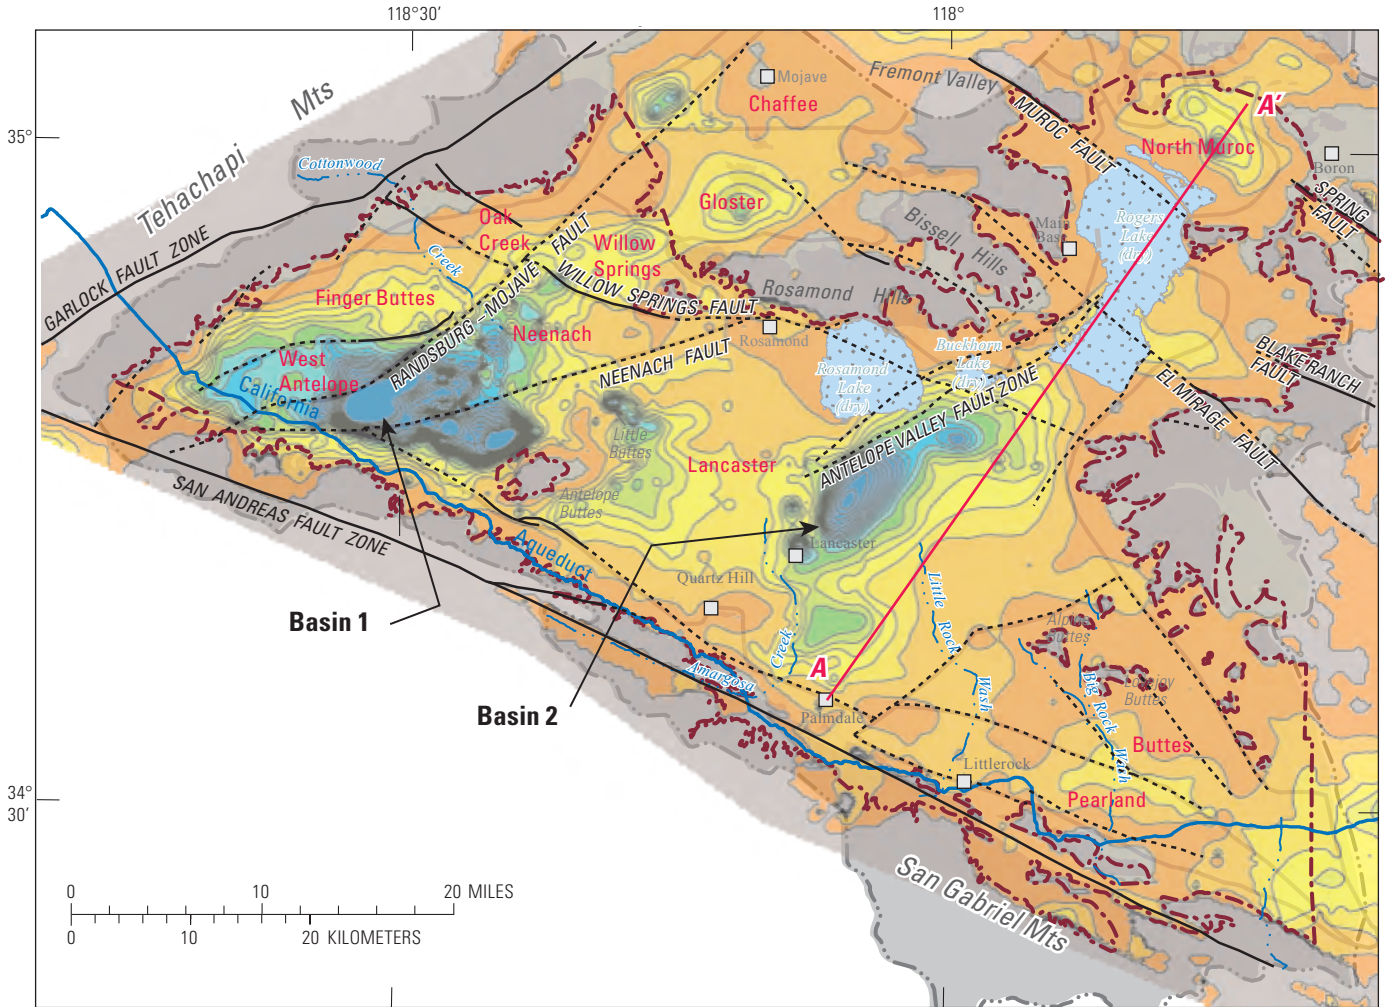 118°30'
118°
35°
34°
30'
Tehachapi
Mts
Cottonwood
Creek
GARLOCK FAULT ZONE
Oak
Creek
Finger Buttes
West
Antelope
California
RANDSBURG – MOJAVE FAULT
Willow
Springs
WILLOW SPRINGS FAULT
Neenach
NEENACH FAULT
Mojave
Chaffee
Fremont Valley
MUROC FAULT
A'
North Muroc
Boron
SPRING
FAULT
Gloster
Bissell
Hills
Main
Base
Rogers
Lake
(dry)
Rosamond Hills
Rosamond
Rosamond
Lake
(dry)
Buckhorn
Lake
(dry)
ANTELOPE VALLEY FAULT ZONE
BLAKE RANCH
FAULT
EL MIRAGE FAULT
Little
Buttes
Antelope
Buttes
Lancaster
SAN ANDREAS FAULT ZONE
Aqueduct
Lancaster
Quartz Hill
Basin 1
Basin 2
Amargosa
Creek
A
Palmdale
Little Rock
Wash
Alpine
Buttes
Lovejoy
Buttes
Big Rock
Wash
Buttes
Littlerock
Pearland
San Gabriel Mts
0 10 20 MILES
0 10 20 KILOMETERS